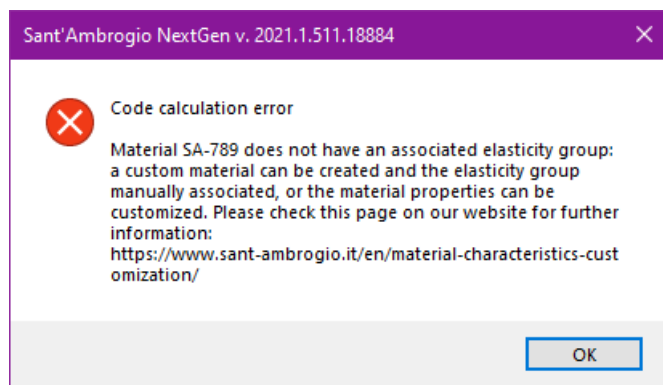 Sant'Ambrogio NextGen v. 2021.1.511.18884
Code calculation error
Material SA-789 does not have an associated elasticity group:
a custom material can be created and the elasticity group
manually associated, or the material properties can be
customized. Please check this page on our website for further
information:
https://www.sant-ambrogio.it/en/material-characteristics-cust
omization/
OK